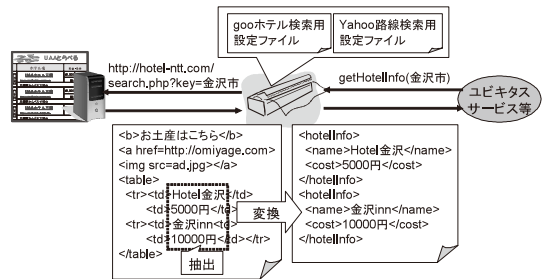 gooホテル検索用
設定ファイル
Yahoo路線検索用
設定ファイル
http://hotel-ntt.com/
search.php?key=金沢市
getHotelInfo(金沢市)
ユビキタス
サービス等
<b>お土産はこちら</b>
<a href=http://omiyage.com>
<img src=ad.jpg></a>
<table>
<tr><td>Hotel金沢</td>
<td>5000円</td>
<tr><td>金沢inn<td>
<td>10000円</td></tr>
</table>
抽出
変換
<hotelInfo>
<name>Hotel金沢</name>
<cost>5000円</cost>
</hotelInfo>
<hotelInfo>
<name>金沢inn</name>
<cost>10000円</cost>
</hotelInfo>